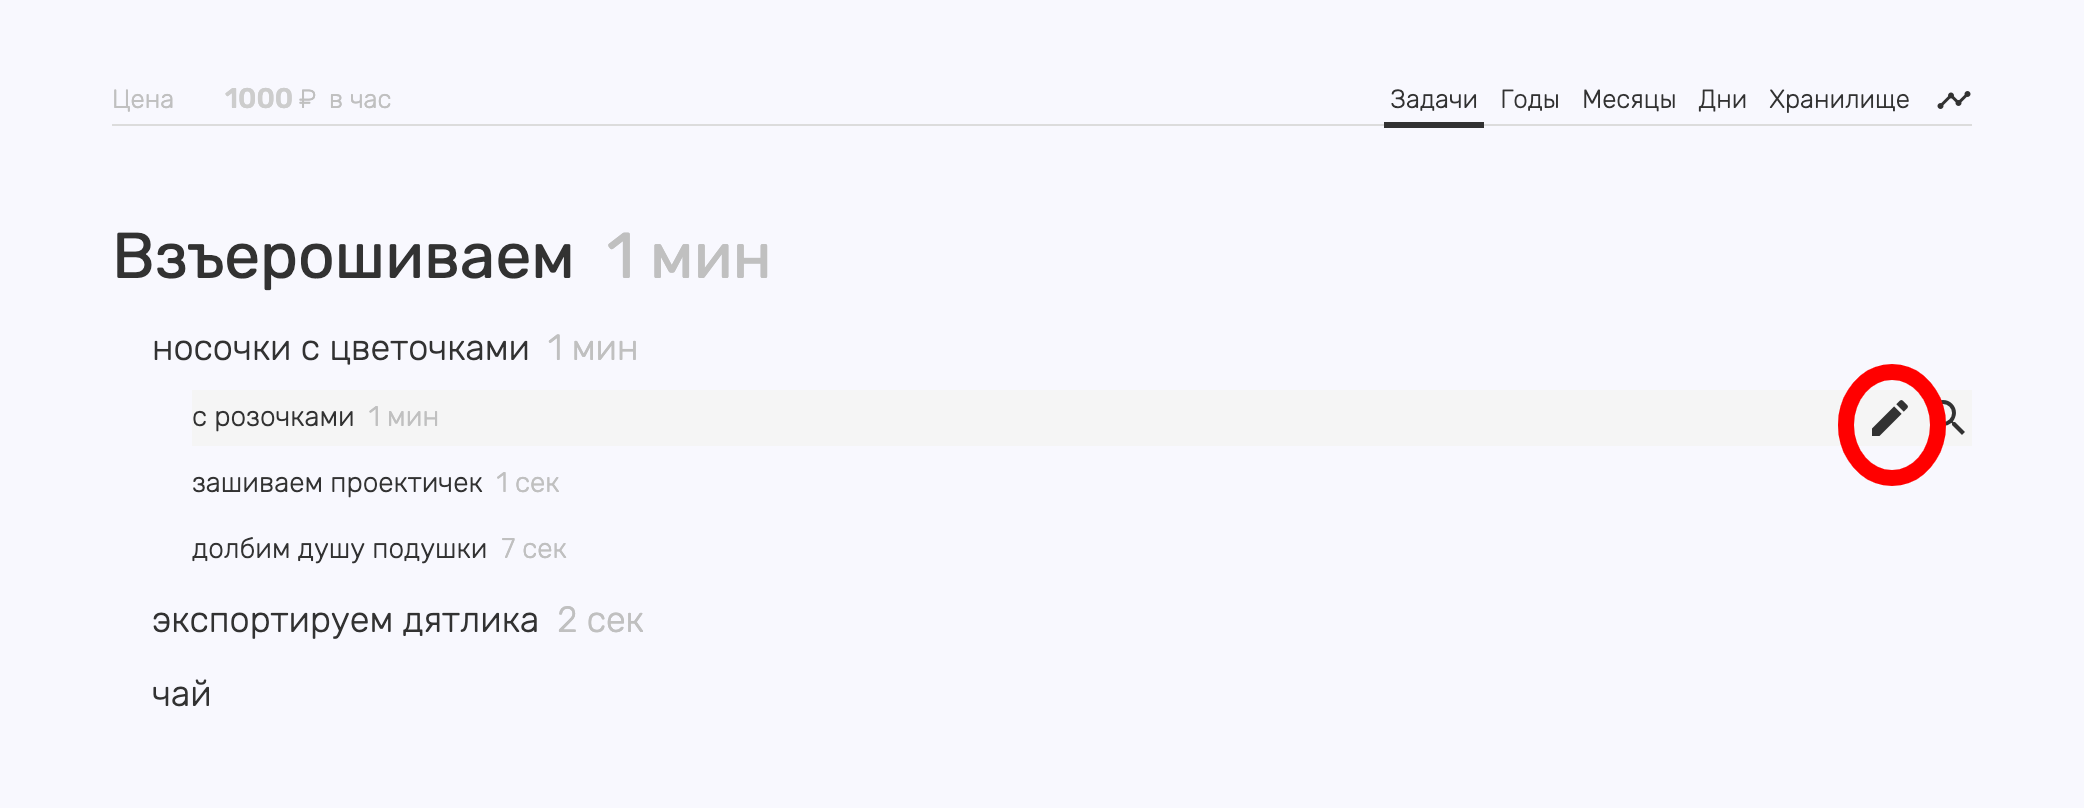 Цена 1000 ₽ в час Задачи Годы Месяцы Дни Хранилище
Взъерошиваем 1 мин
носочки с цветочками 1 мин
с розочками 1 мин
зашиваем проектичек 1 сек
долбим душу подушки 7 сек
экспортируем дятлика 2 сек
чай